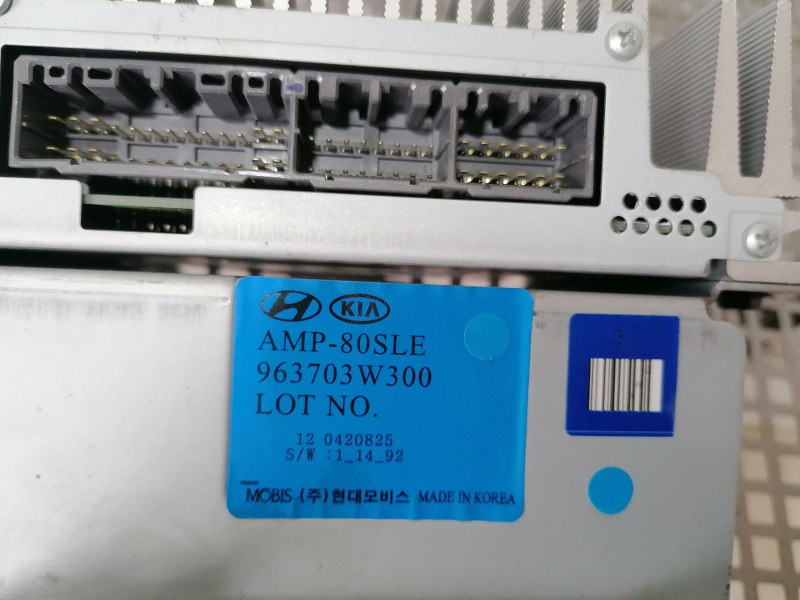 KIA
AMP-80SLE
963703W300
LOT NO.
12 0420825
S/W :1_14_92
MOBIS (주)현대모비스 MADE IN KOREA
3